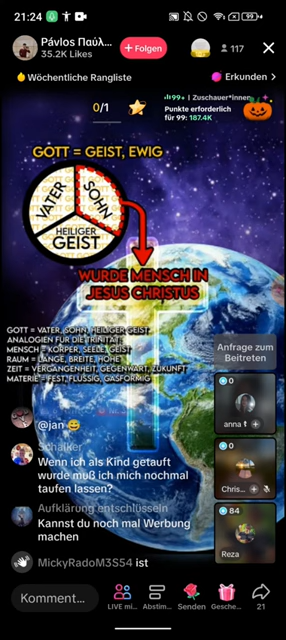 21:24
99+
Pávlos Παύλ...
35.2K Likes
+ Folgen
117
Wöchentliche Rangliste
Erkunden >
0/1
99+ | Zuschauer*innen
Punkte erforderlich
für 99: 187.4K
GOTT = GEIST, EWIG
VATER
SOHN
HEILIGER
GEIST
WURDE MENSCH IN
JESUS CHRISTUS
GOTT = VATER, SOHN, HEILIGER GEIST
ANALOGIEN FÜR DIE TRINITÄT:
MENSCH = KÖRPER, SEELE, GEIST
RAUM = LÄNGE, BREITE, HÖHE
ZEIT = VERGANGENHEIT, GEGENWART, ZUKUNFT
MATERIE = FEST, FLÜSSIG, GASFÖRMIG
Anfrage zum
Beitreten
0
anna
0
Chris...
84
Reza
@jan 😄
Schalker
Wenn ich als Kind getauft
wurde muß ich mich nochmal
taufen lassen?
Aufklärung entschlüsseln
Kannst du noch mal Werbung
machen
MickyRadoM3S54 ist
Komment...
LIVE mi...
Abstim...
Senden
Gesche...
21